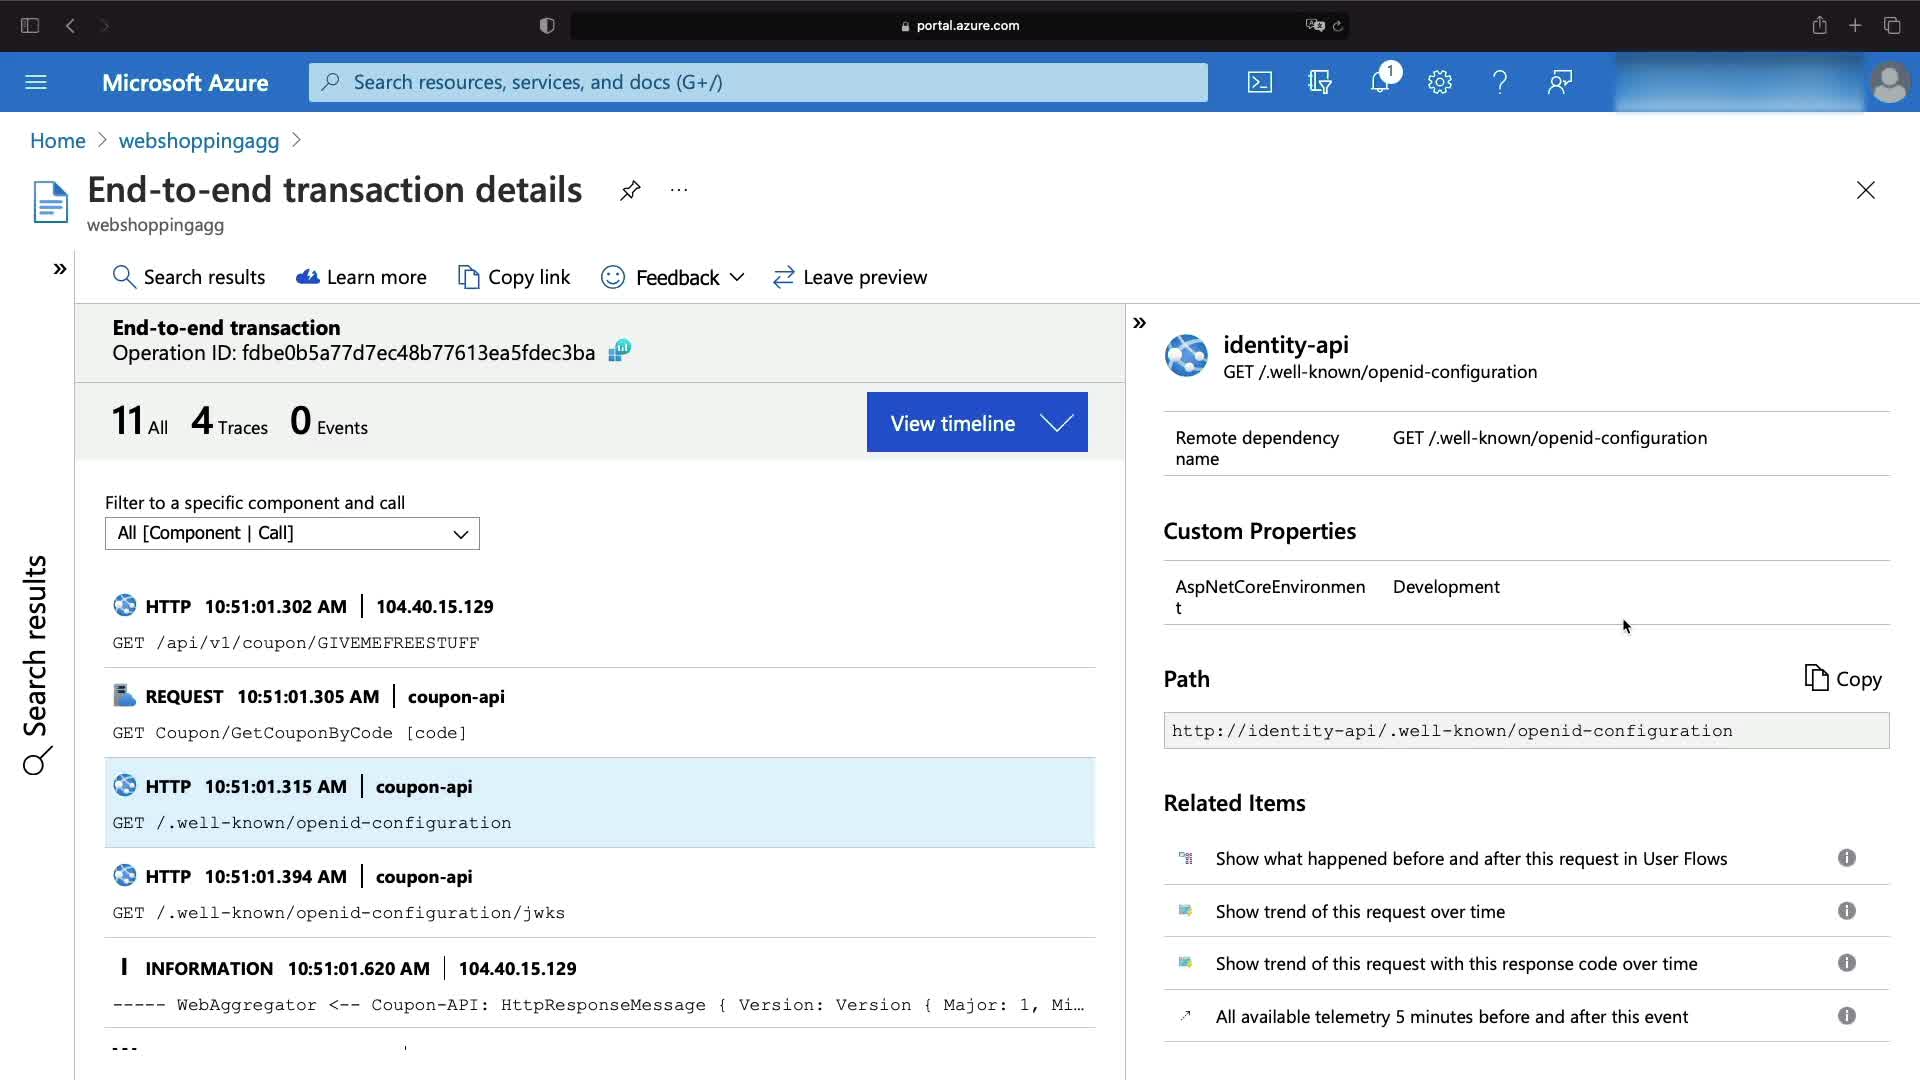 portal.azure.com
Microsoft Azure
Search resources, services, and docs (G+/)
1
Home
webshoppingagg
End-to-end transaction details
webshoppingagg
Search results
Learn more
Copy link
Feedback
Leave preview
Search results
End-to-end transaction
Operation ID: fdbe0b5a77d7ec48b77613ea5fdec3ba
11 All 4 Traces 0 Events
View timeline
Filter to a specific component and call
All [Component | Call]
HTTP 10:51:01.302 AM | 104.40.15.129
GET /api/v1/coupon/GIVEMEFREESTUFF
REQUEST 10:51:01.305 AM | coupon-api
GET Coupon/GetCouponByCode [code]
HTTP 10:51:01.315 AM | coupon-api
GET /.well-known/openid-configuration
HTTP 10:51:01.394 AM | coupon-api
GET /.well-known/openid-configuration/jwks
INFORMATION 10:51:01.620 AM | 104.40.15.129
----- WebAggregator <-- Coupon-API: HttpResponseMessage { Version: Version { Major: 1, Mi…
identity-api
GET /.well-known/openid-configuration
Remote dependency
name
GET /.well-known/openid-configuration
Custom Properties
AspNetCoreEnvironmen
t
Development
Path
Copy
http://identity-api/.well-known/openid-configuration
Related Items
Show what happened before and after this request in User Flows
Show trend of this request over time
Show trend of this request with this response code over time
All available telemetry 5 minutes before and after this event